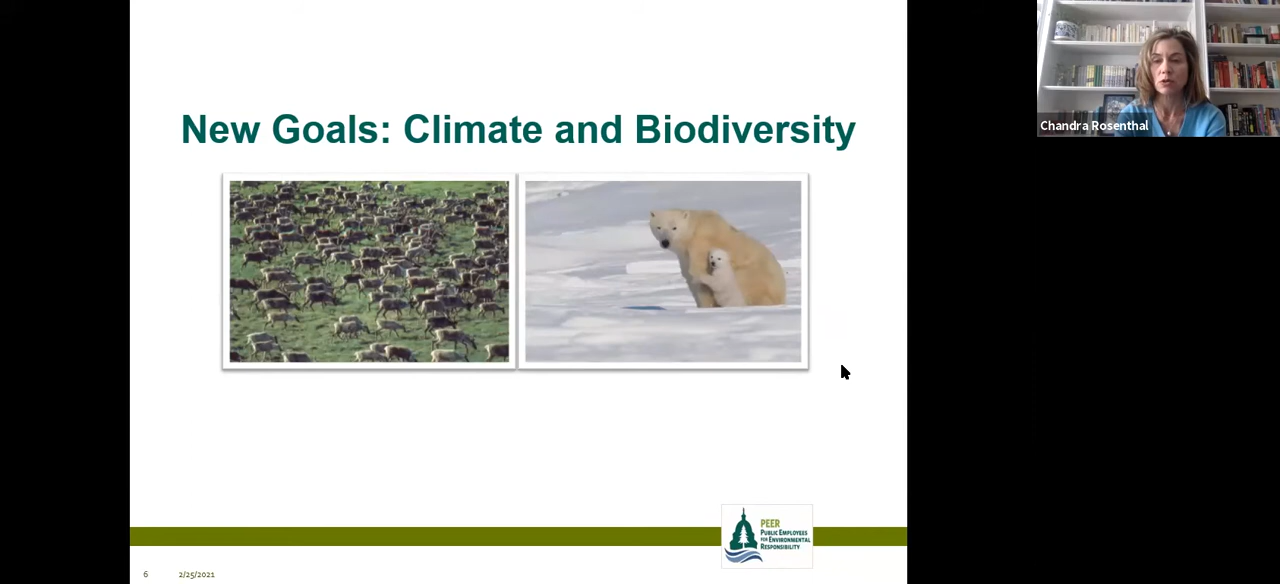 New Goals: Climate and Biodiversity
Chandra Rosenthal
PEER
PUBLIC EMPLOYEES
FOR ENVIRONMENTAL
RESPONSIBILITY
6
2/25/2021